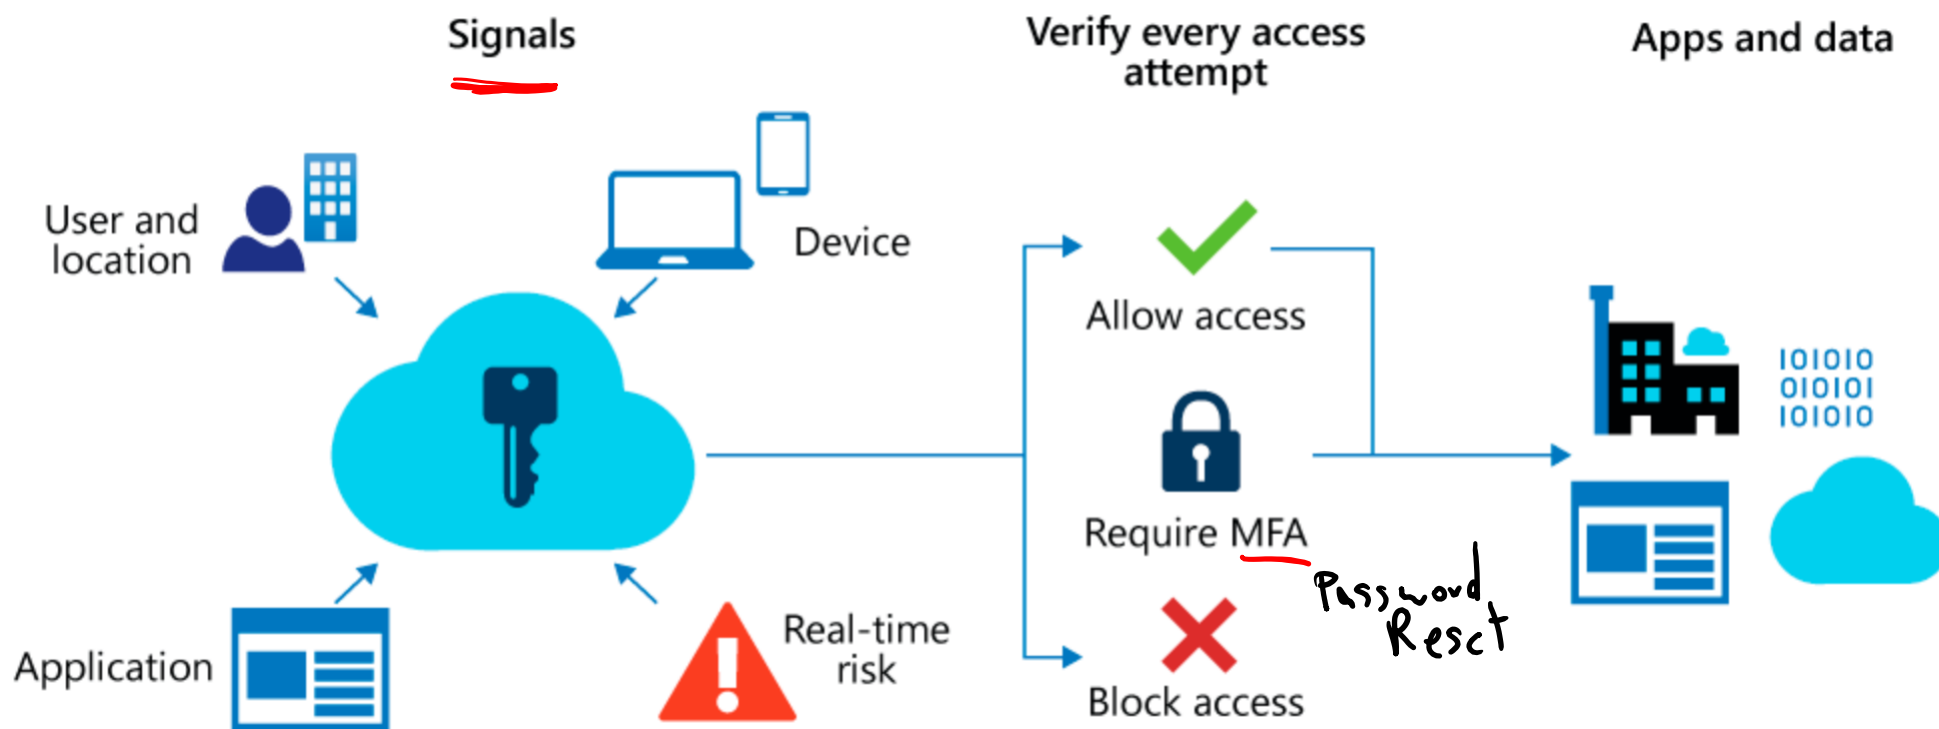 Signals
Verify every access
attempt
Apps and data
User and
location
Device
Allow access
101010
010101
101010
Require MFA
Password
Reset
Application
Real-time
risk
Block access